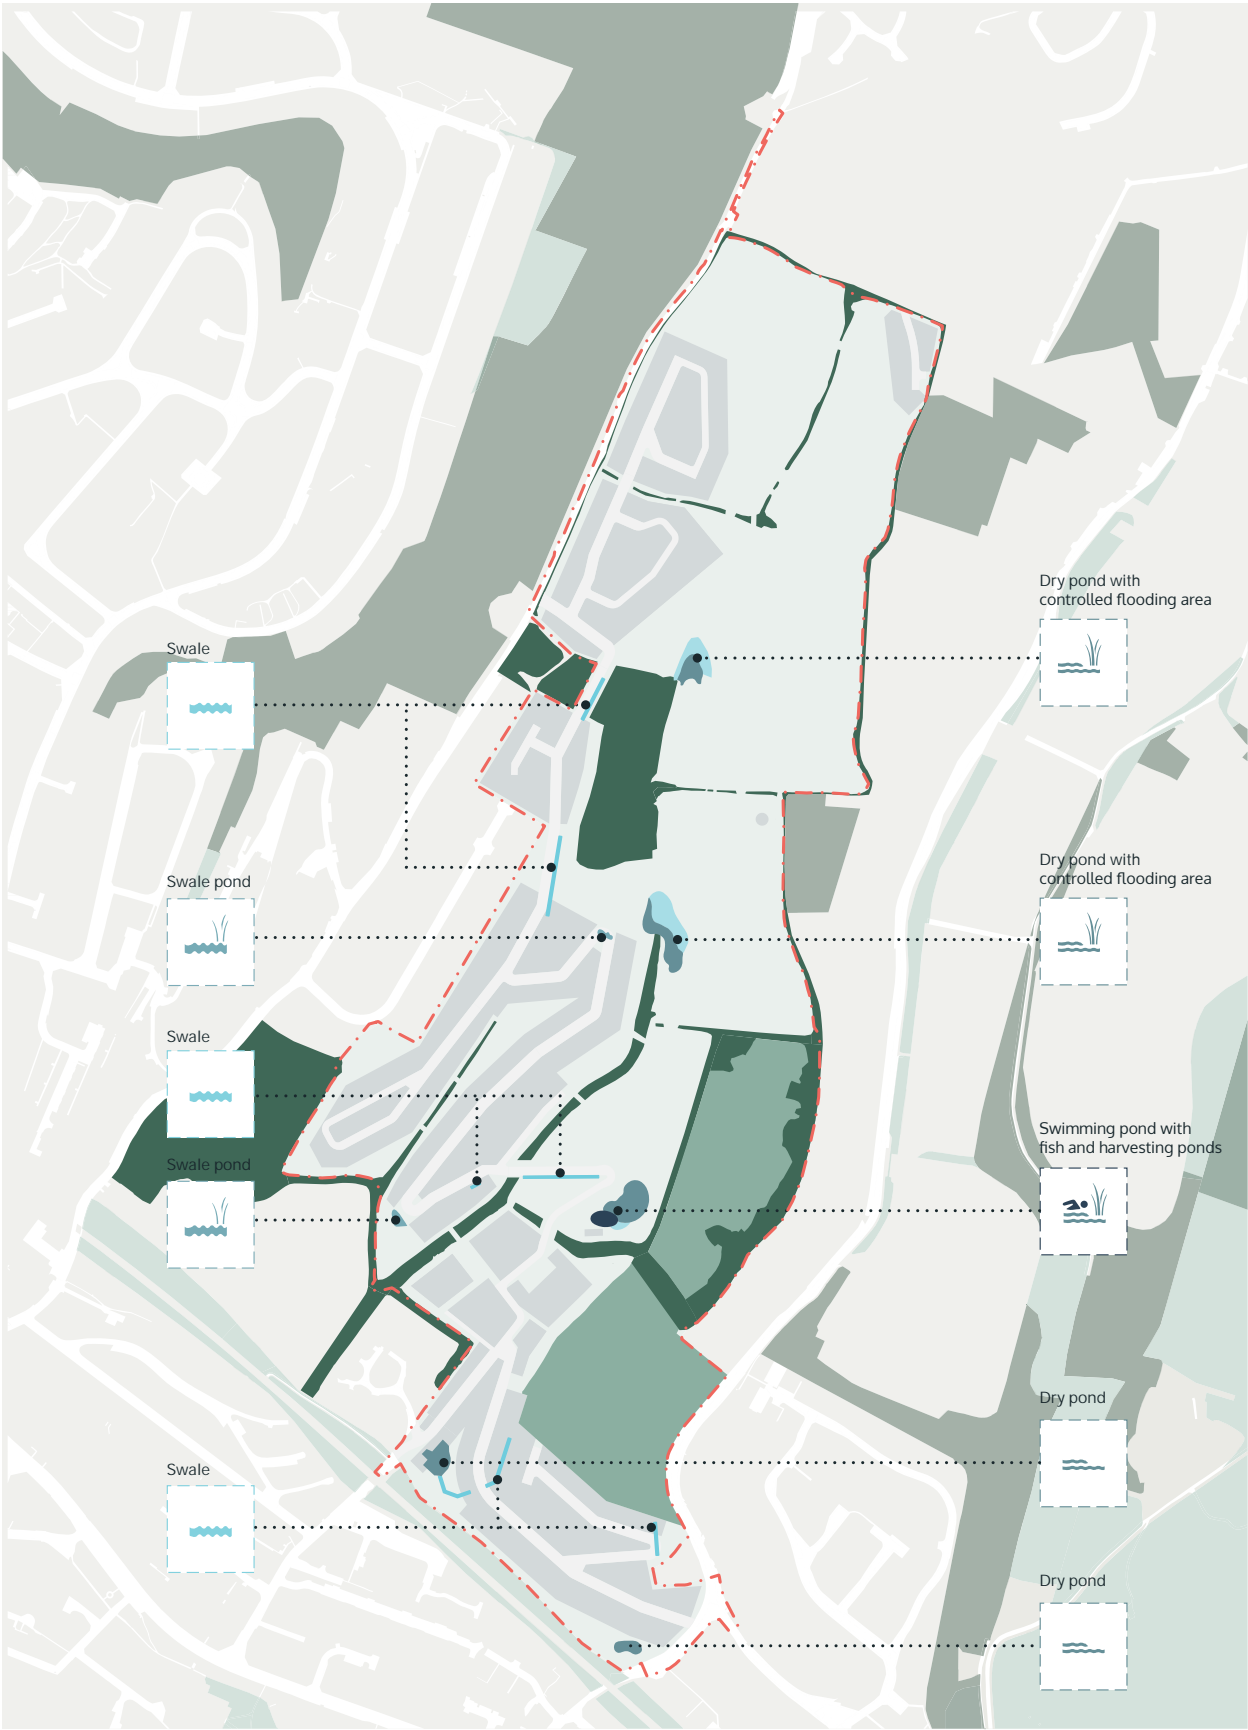 Dry pond with
controlled flooding area
Swale
Dry pond with
controlled flooding area
Swale pond
Swale
Swimming pond with
fish and harvesting ponds
Swale pond
Dry pond
Swale
Dry pond